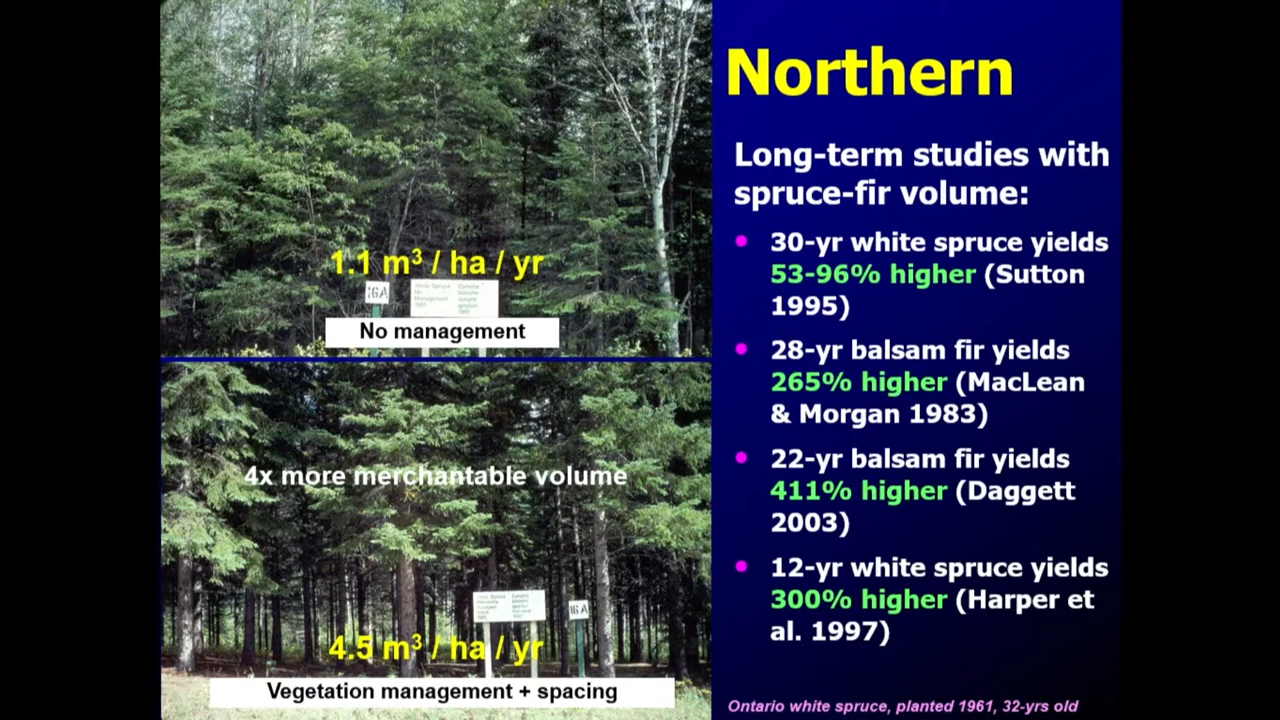 Northern
Long-term studies with
spruce-fir volume:
• 30-yr white spruce yields
53-96% higher (Sutton
1995)
• 28-yr balsam fir yields
265% higher (MacLean
& Morgan 1983)
• 22-yr balsam fir yields
411% higher (Daggett
2003)
• 12-yr white spruce yields
300% higher (Harper et
al. 1997)
Ontario white spruce, planted 1961, 32-yrs old
1.1 m³ / ha / yr
16A
White Spruce
No
Management
No management
4x more merchantable volume
16A
4.5 m³ / ha / yr
Vegetation management + spacing